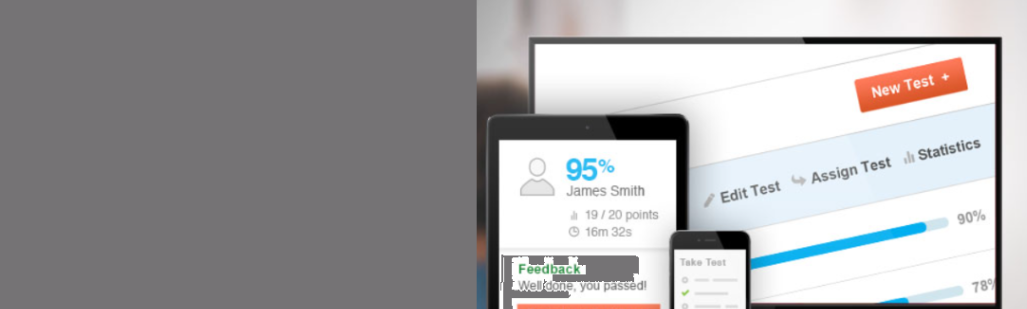 New Test +
Edit Test
Assign Test
Statistics
90%
78%
95%
James Smith
19 / 20 points
16m 32s
Feedback
Well done, you passed!
Take Test